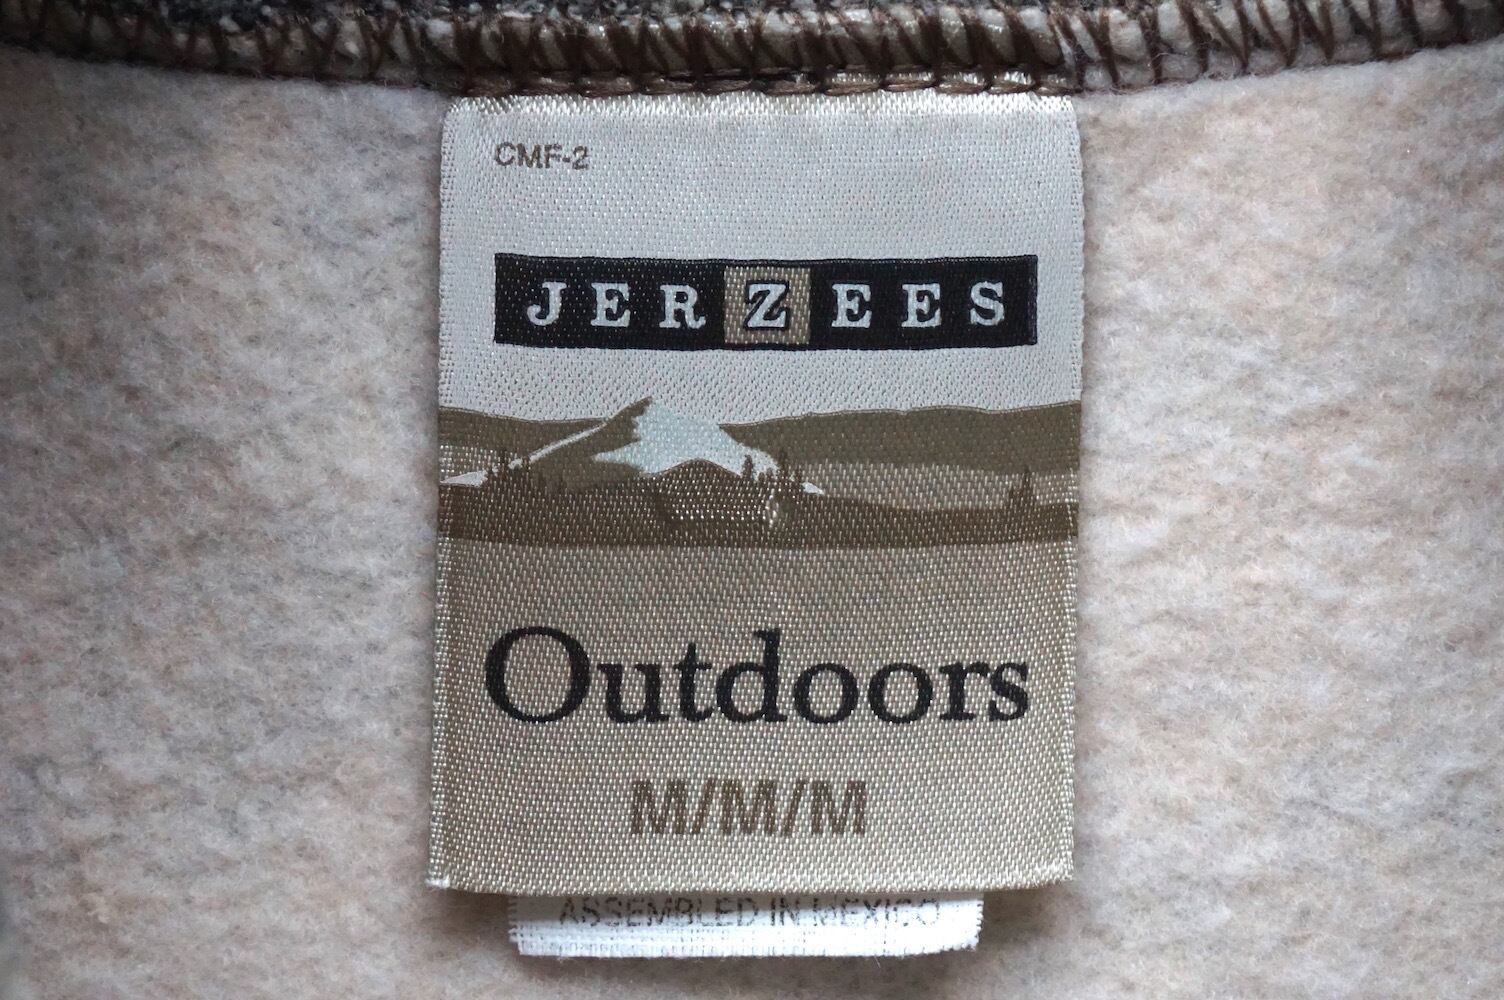 CMF-2
JERZEES
Outdoors
M/M/M
ASSEMBLED IN MEXICO